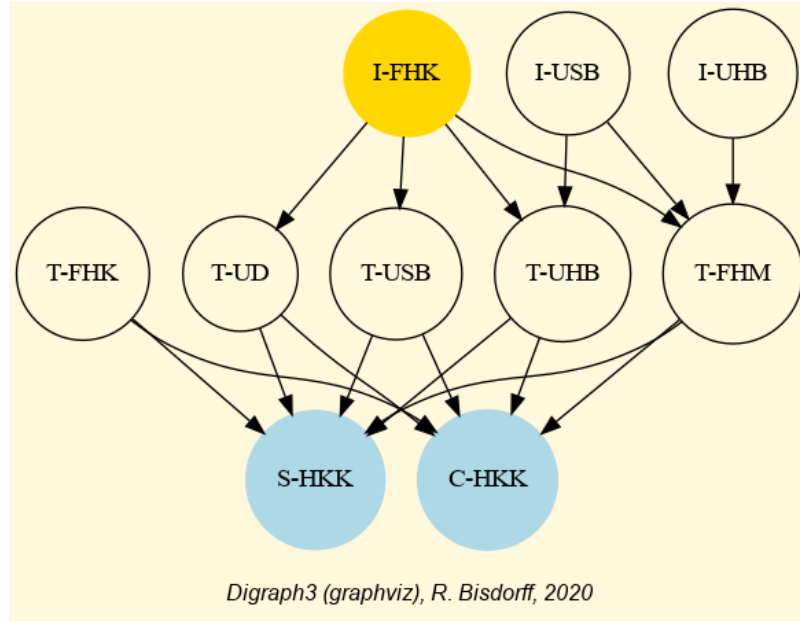 I-FHK I-USB I-UHB
T-FHK T-UD T-USB T-UHB T-FHM
S-HKK C-HKK
Digraph3 (graphviz), R. Bisdorff, 2020